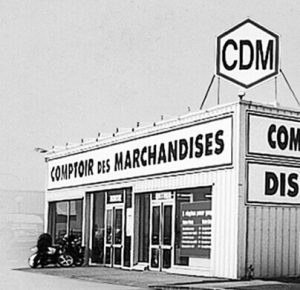 CDM
COMPTOIR DES MARCHANDISES
COM
DIS